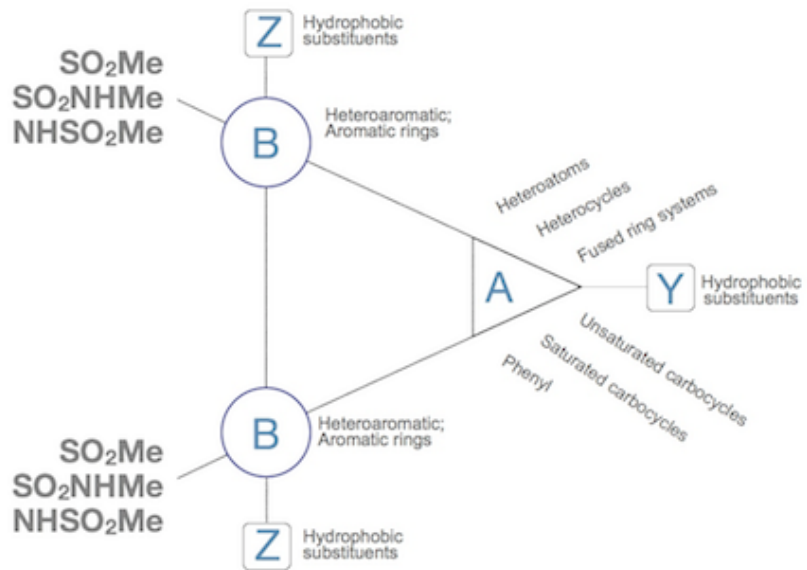 Z
Hydrophobic
substituents
SO₂Me
SO₂NHMe
NHSO₂Me
B
Heteroaromatic;
Aromatic rings
Heteroatoms
Heterocycles
Fused ring systems
A
Y
Hydrophobic
substituents
Unsaturated carbocycles
Saturated carbocycles
Phenyl
B
Heteroaromatic;
Aromatic rings
SO₂Me
SO₂NHMe
NHSO₂Me
Z
Hydrophobic
substituents